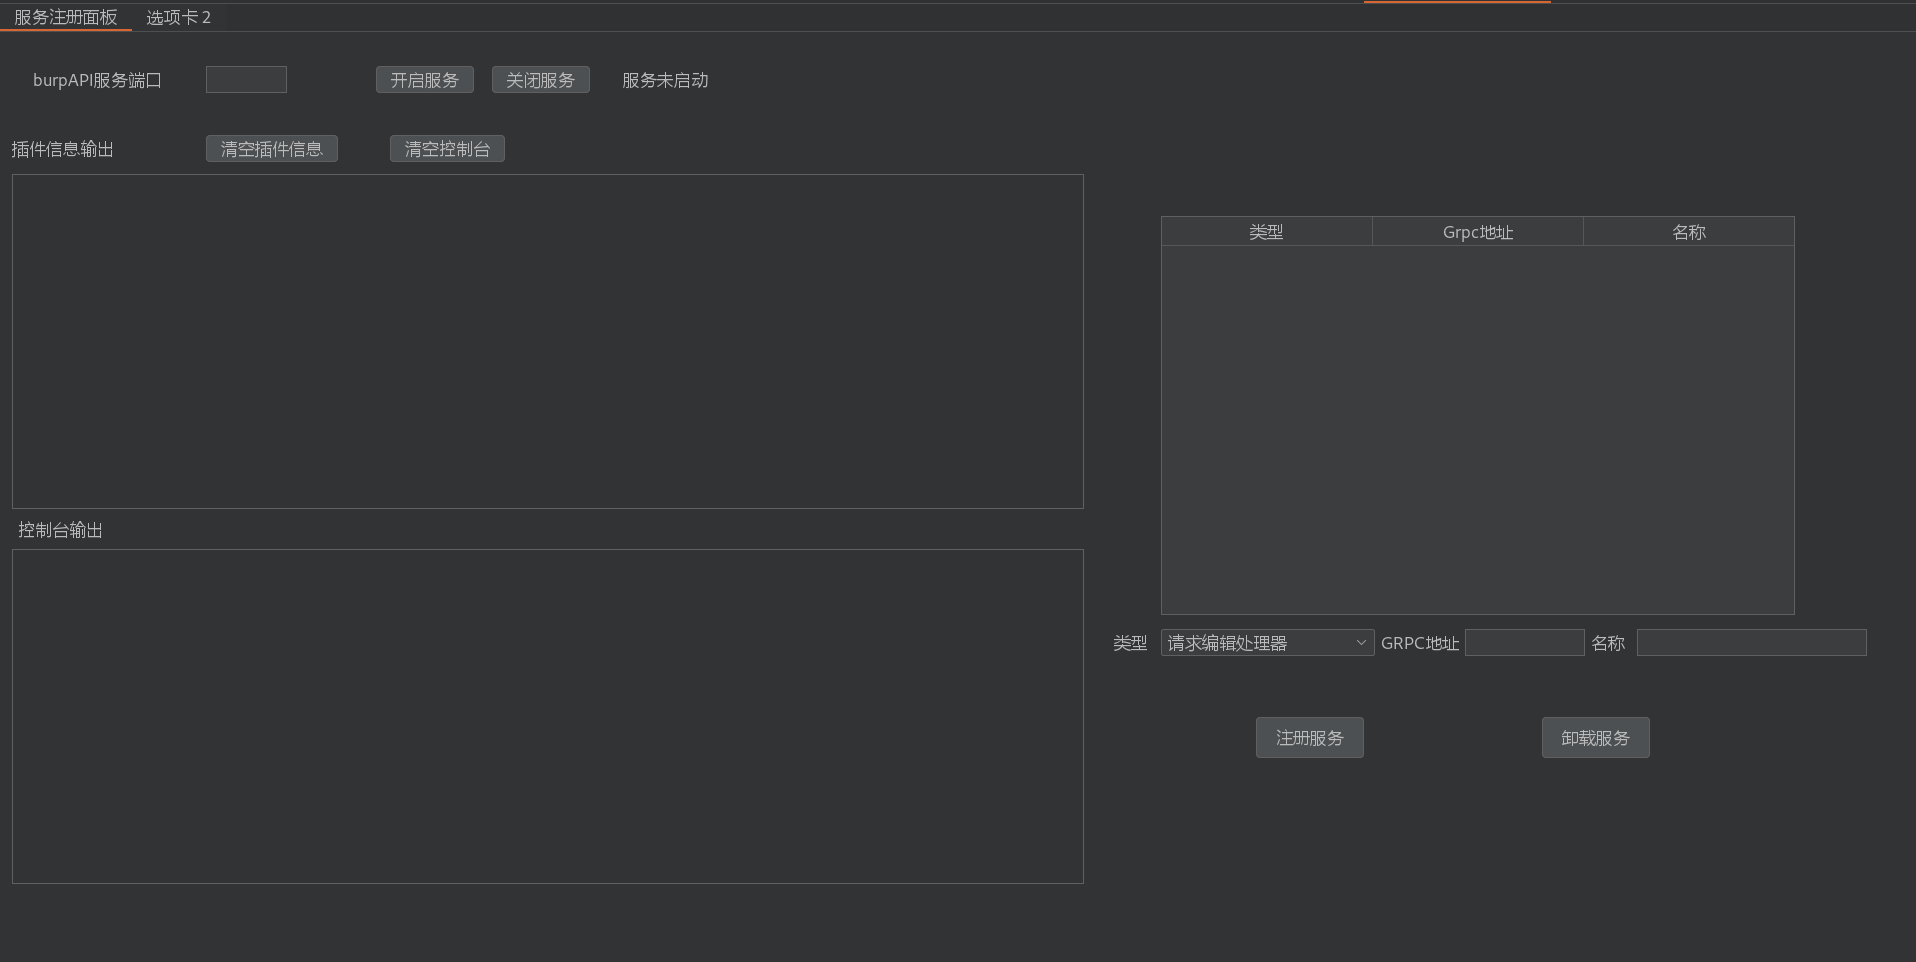 服务注册面板 选项卡 2
burpAPI服务端口 开启服务 关闭服务 服务未启动
插件信息输出 清空插件信息 清空控制台
类型 Grpc地址 名称
控制台输出
类型 请求编辑处理器 GRPC地址 名称
注册服务 卸载服务